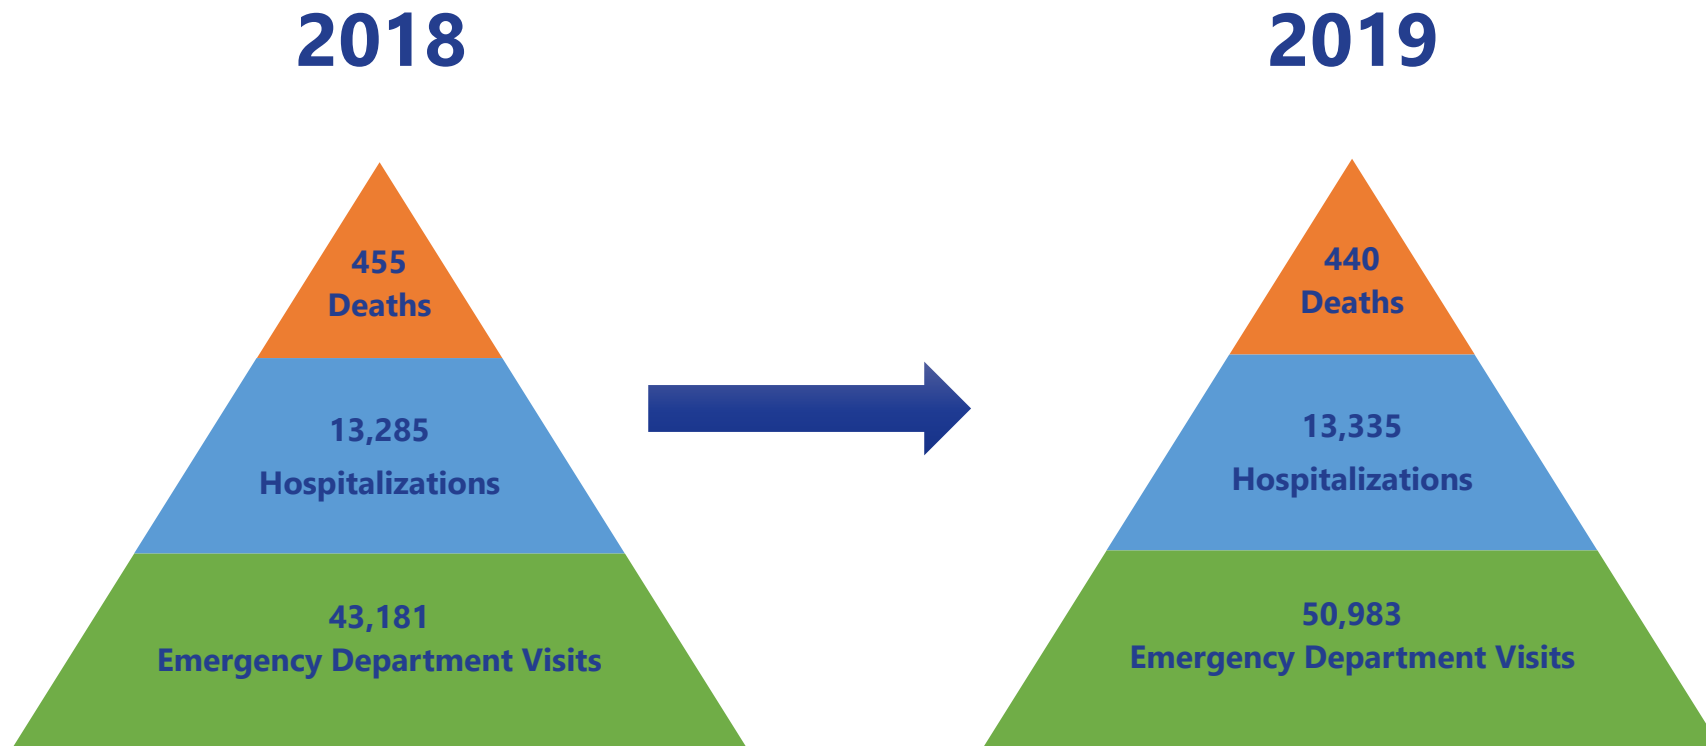 2018
455
Deaths
13,285
Hospitalizations
43,181
Emergency Department Visits
2019
440
Deaths
13,335
Hospitalizations
50,983
Emergency Department Visits